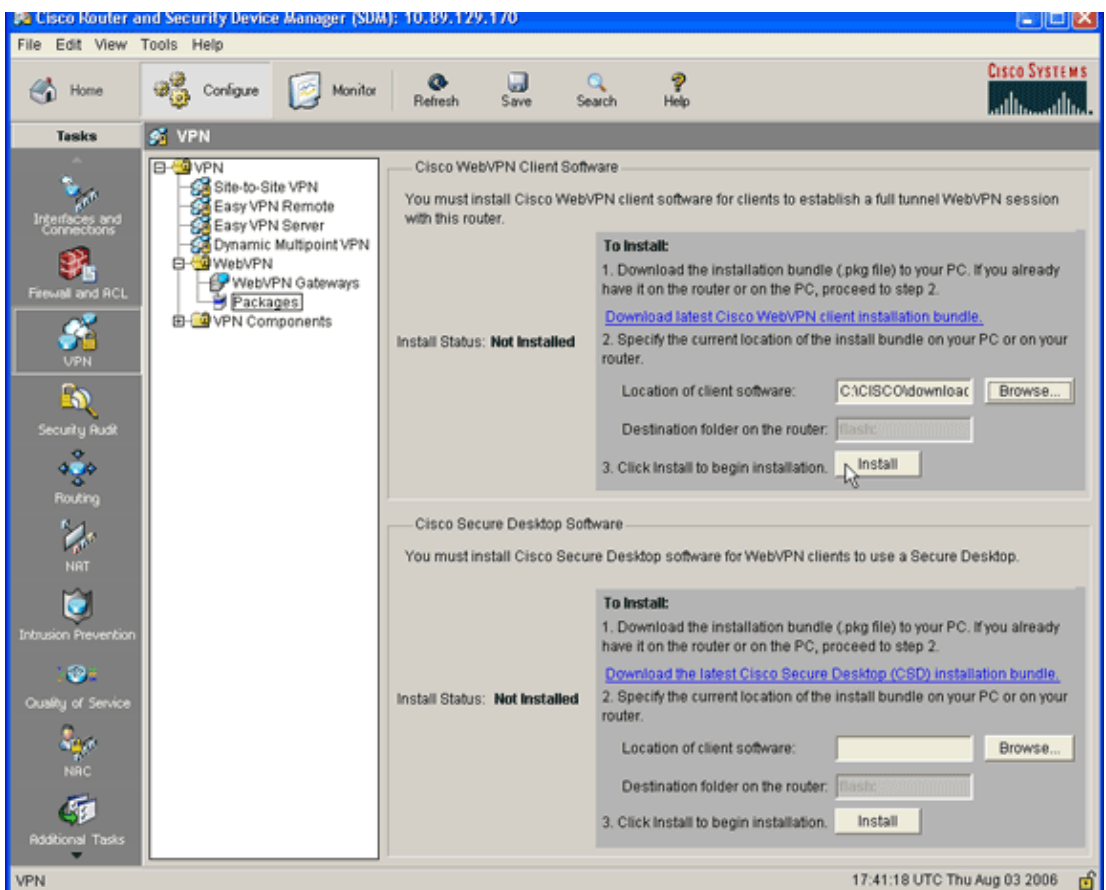 Cisco Router and Security Device Manager (SDM): 10.89.129.170
File Edit View Tools Help
Home
Configure
Monitor
Refresh
Save
Search
Help
CISCO SYSTEMS
Tasks
VPN
Interfaces and Connections
Firewall and ACL
VPN
Security Audit
Routing
NAT
Intrusion Prevention
Quality of Service
NAC
Additional Tasks
VPN
Site-to-Site VPN
Easy VPN Remote
Easy VPN Server
Dynamic Multipoint VPN
WebVPN
WebVPN Gateways
Packages
VPN Components
Cisco WebVPN Client Software
You must install Cisco WebVPN client software for clients to establish a full tunnel WebVPN session
with this router.
Install Status: Not Installed
To Install:
1. Download the installation bundle (.pkg file) to your PC. If you already
have it on the router or on the PC, proceed to step 2.
Download latest Cisco WebVPN client installation bundle.
2. Specify the current location of the install bundle on your PC or on your
router.
Location of client software: C:\CISCO\downloac Browse...
Destination folder on the router: flash:
3. Click Install to begin installation. Install
Cisco Secure Desktop Software
You must install Cisco Secure Desktop software for WebVPN clients to use a Secure Desktop.
Install Status: Not Installed
To Install:
1. Download the installation bundle (.pkg file) to your PC. If you already
have it on the router or on the PC, proceed to step 2.
Download the latest Cisco Secure Desktop (CSD) installation bundle.
2. Specify the current location of the install bundle on your PC or on your
router.
Location of client software: Browse...
Destination folder on the router: flash:
3. Click Install to begin installation. Install
VPN
17:41:18 UTC Thu Aug 03 2006